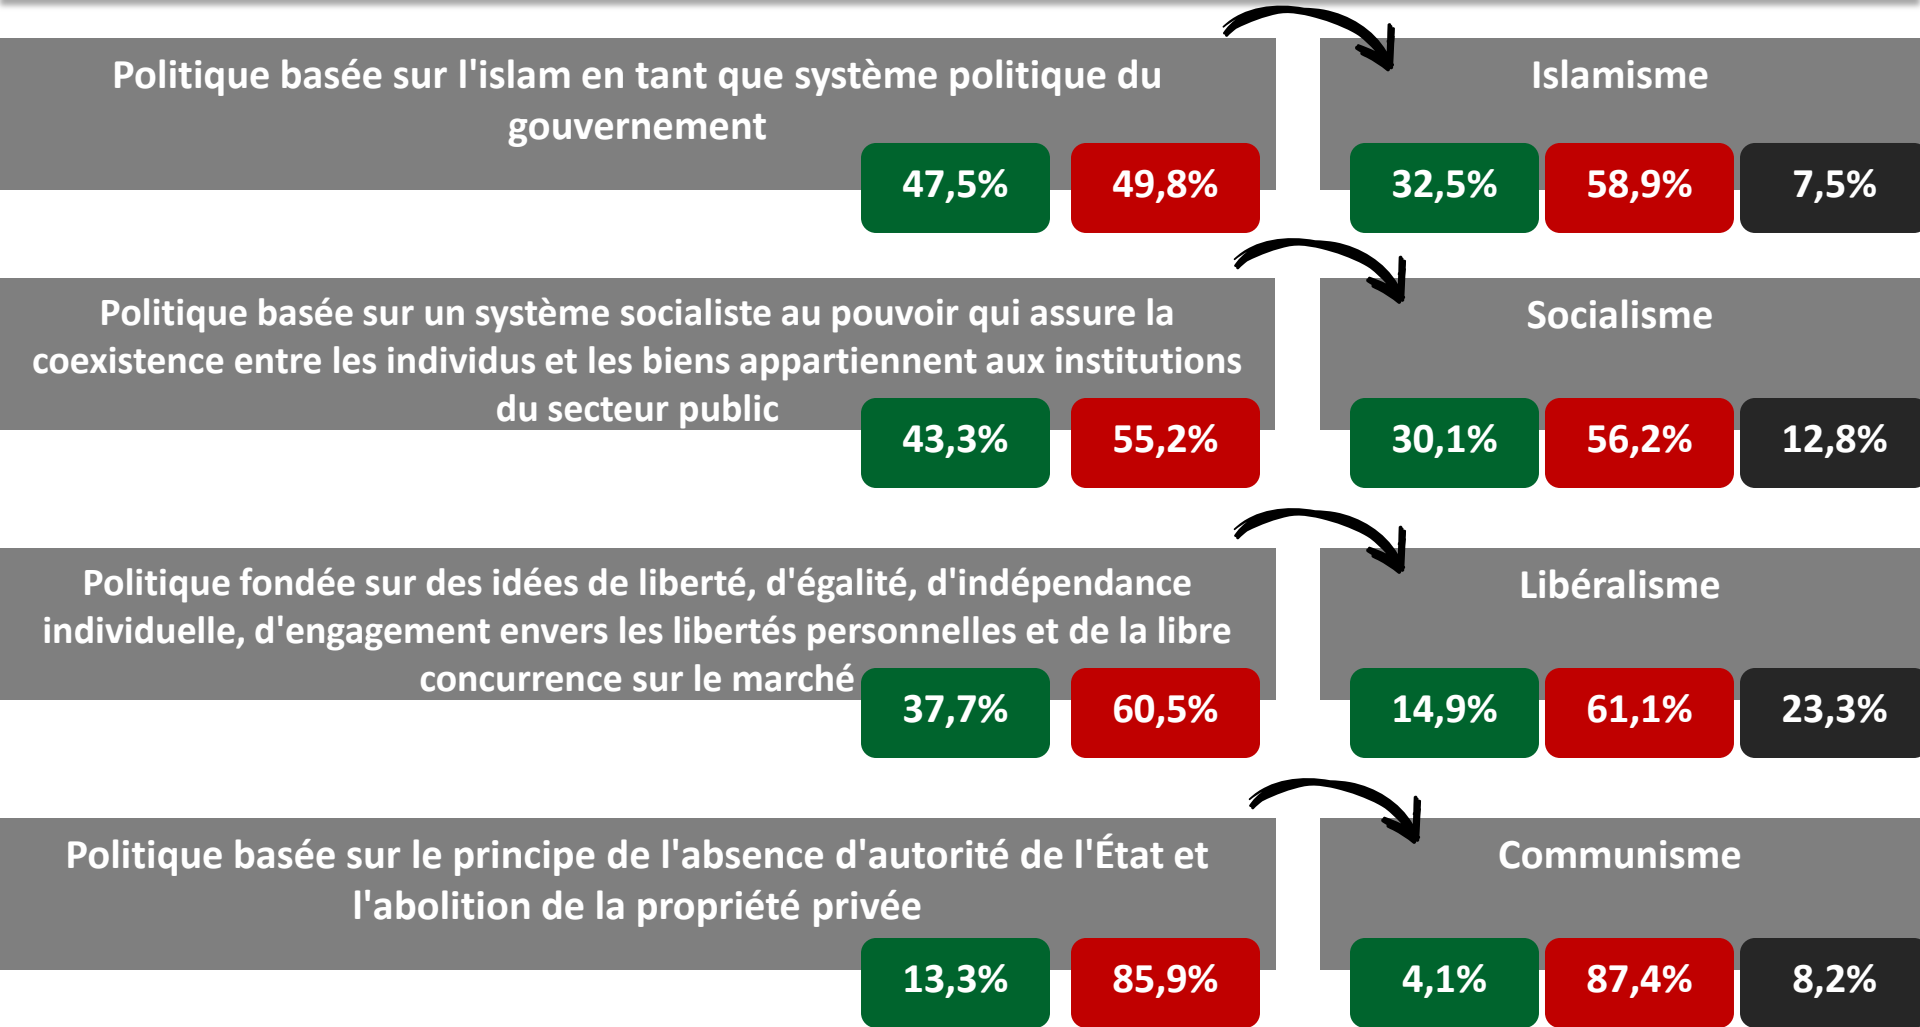 Politique basée sur l'islam en tant que système politique du
gouvernement
47,5%
49,8%
Islamisme
32,5%
58,9%
7,5%
Politique basée sur un système socialiste au pouvoir qui assure la
coexistence entre les individus et les biens appartiennent aux institutions
du secteur public
43,3%
55,2%
Socialisme
30,1%
56,2%
12,8%
Politique fondée sur des idées de liberté, d'égalité, d'indépendance
individuelle, d'engagement envers les libertés personnelles et de la libre
concurrence sur le marché
37,7%
60,5%
Libéralisme
14,9%
61,1%
23,3%
Politique basée sur le principe de l'absence d'autorité de l'État et
l'abolition de la propriété privée
13,3%
85,9%
Communisme
4,1%
87,4%
8,2%